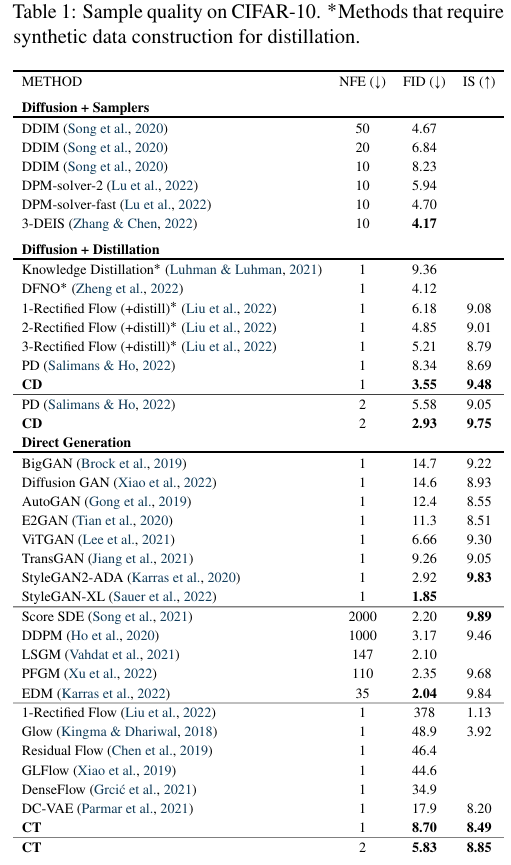 Table 1: Sample quality on CIFAR-10. *Methods that require
synthetic data construction for distillation.
METHOD NFE (↓) FID (↓) IS (↑)
Diffusion + Samplers
DDIM (Song et al., 2020) 50 4.67
DDIM (Song et al., 2020) 20 6.84
DDIM (Song et al., 2020) 10 8.23
DPM-solver-2 (Lu et al., 2022) 10 5.94
DPM-solver-fast (Lu et al., 2022) 10 4.70
3-DEIS (Zhang & Chen, 2022) 10 4.17
Diffusion + Distillation
Knowledge Distillation* (Luhman & Luhman, 2021) 1 9.36
DFNO* (Zheng et al., 2022) 1 4.12
1-Rectified Flow (+distill)* (Liu et al., 2022) 1 6.18 9.08
2-Rectified Flow (+distill)* (Liu et al., 2022) 1 4.85 9.01
3-Rectified Flow (+distill)* (Liu et al., 2022) 1 5.21 8.79
PD (Salimans & Ho, 2022) 1 8.34 8.69
CD 1 3.55 9.48
PD (Salimans & Ho, 2022) 2 5.58 9.05
CD 2 2.93 9.75
Direct Generation
BigGAN (Brock et al., 2019) 1 14.7 9.22
Diffusion GAN (Xiao et al., 2022) 1 14.6 8.93
AutoGAN (Gong et al., 2019) 1 12.4 8.55
E2GAN (Tian et al., 2020) 1 11.3 8.51
ViTGAN (Lee et al., 2021) 1 6.66 9.30
TransGAN (Jiang et al., 2021) 1 9.26 9.05
StyleGAN2-ADA (Karras et al., 2020) 1 2.92 9.83
StyleGAN-XL (Sauer et al., 2022) 1 1.85
Score SDE (Song et al., 2021) 2000 2.20 9.89
DDPM (Ho et al., 2020) 1000 3.17 9.46
LSGM (Vahdat et al., 2021) 147 2.10
PFGM (Xu et al., 2022) 110 2.35 9.68
EDM (Karras et al., 2022) 35 2.04 9.84
1-Rectified Flow (Liu et al., 2022) 1 378 1.13
Glow (Kingma & Dhariwal, 2018) 1 48.9 3.92
Residual Flow (Chen et al., 2019) 1 46.4
GLFlow (Xiao et al., 2019) 1 44.6
DenseFlow (Grcić et al., 2021) 1 34.9
DC-VAE (Parmar et al., 2021) 1 17.9 8.20
CT 1 8.70 8.49
CT 2 5.83 8.85